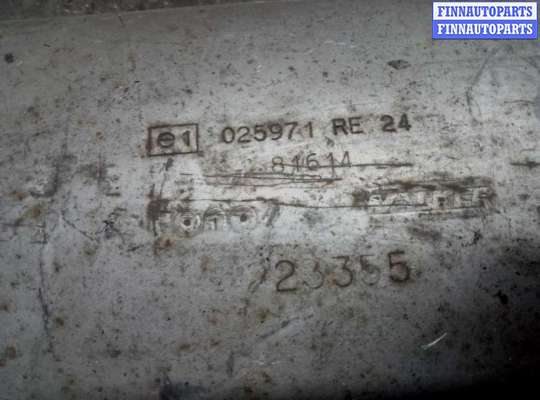 FINNAUTOPARTS
FINNAUTOPARTS
e1 025971 RE 24
81614
23355